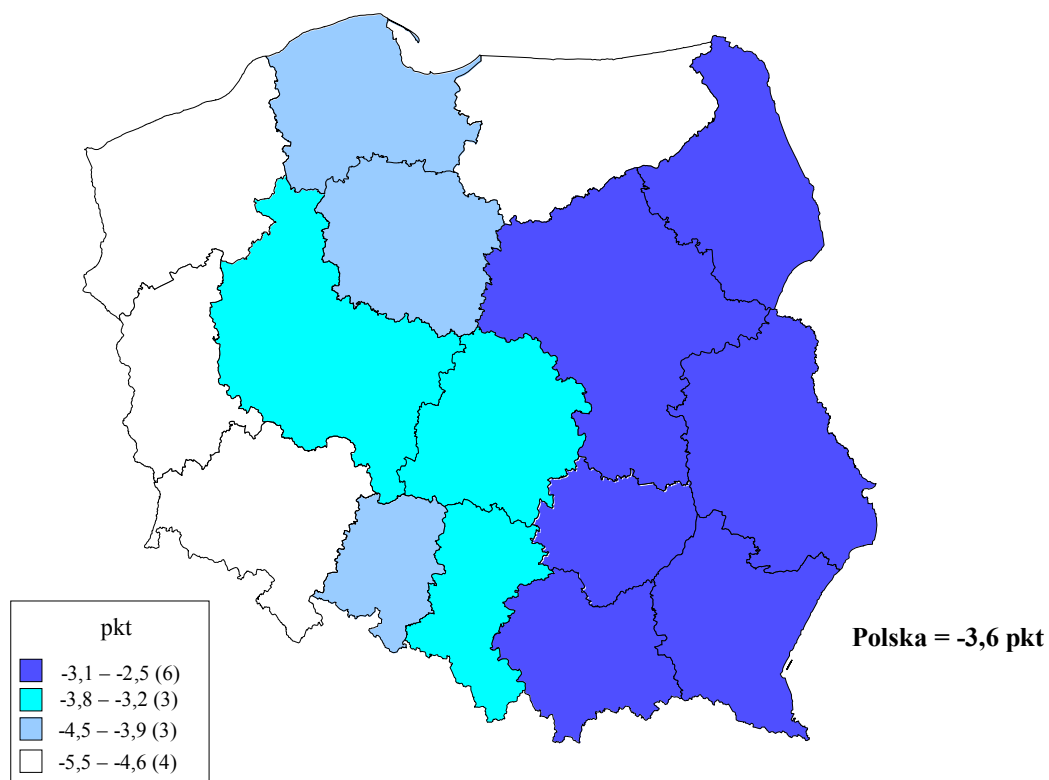 Polska = -3,6 pkt
pkt
-3,1 – -2,5 (6)
-3,8 – -3,2 (3)
-4,5 – -3,9 (3)
-5,5 – -4,6 (4)